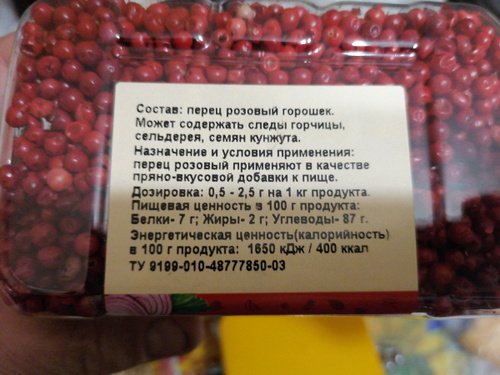 Состав: перец розовый горошек.
Может содержать следы горчицы,
сельдерея, семян кунжута.
Назначение и условия применения:
перец розовый применяют в качестве
пряно-вкусовой добавки к пище.
Дозировка: 0,5 - 2,5 г на 1 кг продукта.
Пищевая ценность в 100 г продукта:
Белки- 7 г; Жиры- 2 г; Углеводы- 87 г.
Энергетическая ценность(калорийность)
в 100 г продукта: 1650 кДж / 400 ккал
ТУ 9199-010-48777850-03